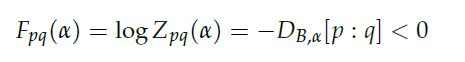 F_{pq}(α) = log Z_{pq}(α) = −D_{B,α}[p : q] < 0